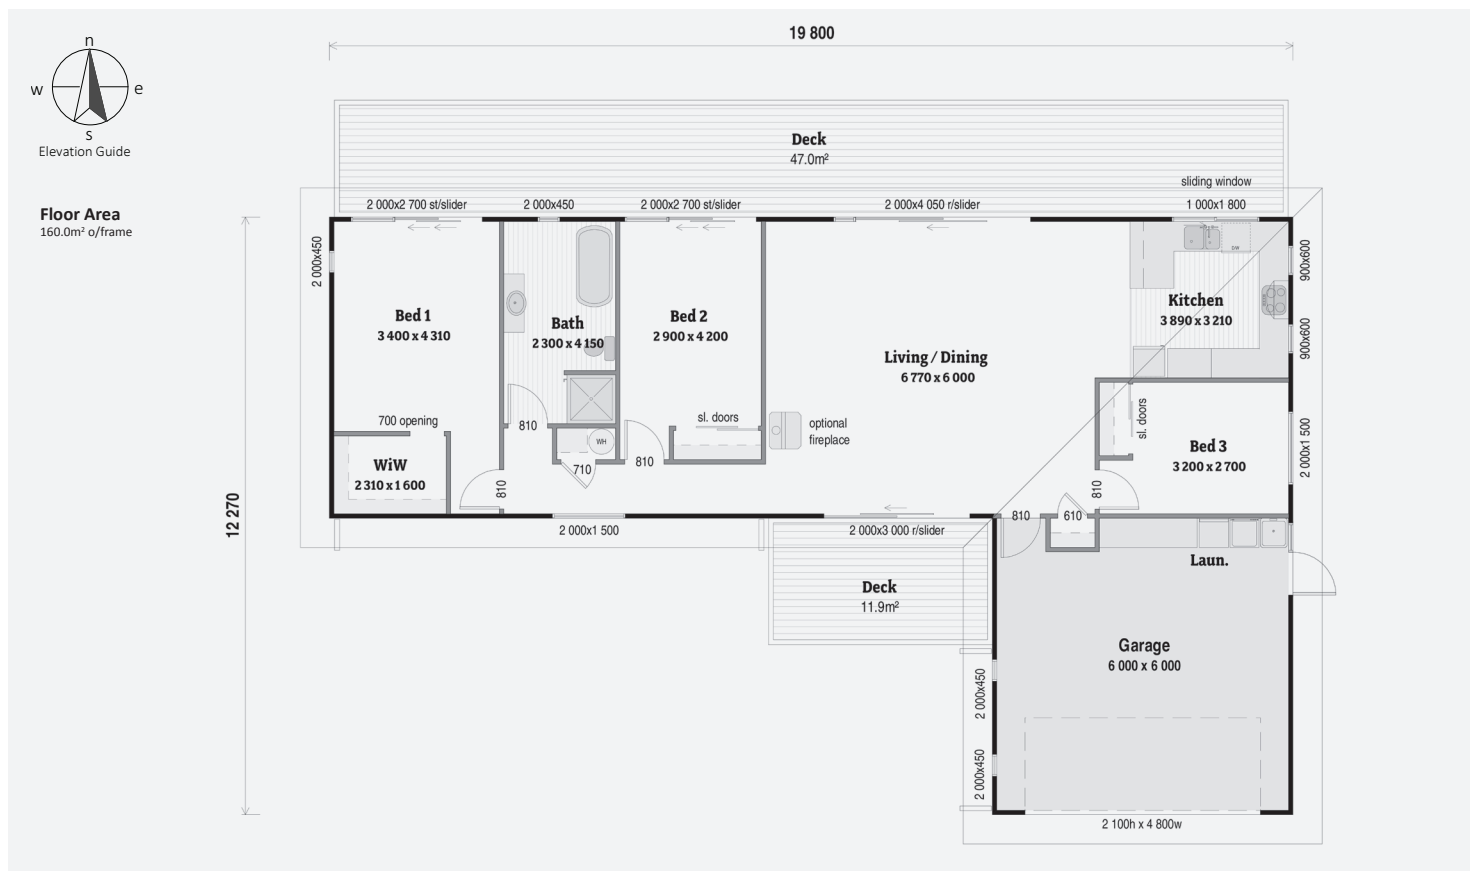 19 800
n
w e
s
Elevation Guide
Floor Area
160.0m² o/frame
Deck
47.0m²
sliding window
2 000x2 700 st/slider
2 000x450
2 000x2 700 st/slider
2 000x4 050 r/slider
1 000x1 800
2 000x450
900x600
900x600
DW
Bed 1
3 400 x 4 310
Bath
2 300 x 4 150
Bed 2
2 900 x 4 200
Living / Dining
6 770 x 6 000
Kitchen
3 890 x 3 210
700 opening
810
sl. doors
optional
fireplace
sl. doors
2 000x1 500
Bed 3
3 200 x 2 700
WiW
2 310 x 1 600
WH
710
810
810
810
810
610
12 270
2 000x1 500
2 000x3 000 r/slider
Laun.
Deck
11.9m²
Garage
6 000 x 6 000
2 000x450
2 000x450
2 100h x 4 800w